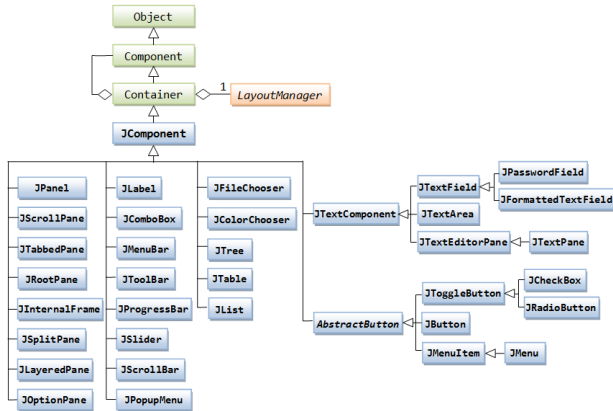 Object
Component
Container
1
LayoutManager
JComponent
JPanel
JScrollPane
JTabbedPane
JRootPane
JInternalFrame
JSplitPane
JLayeredPane
JOptionPane
JLabel
JComboBox
JMenuBar
JToolBar
JProgressBar
JSlider
JScrollBar
JPopupMenu
JFileChooser
JColorChooser
JTree
JTable
JList
JTextComponent
JTextField
JPasswordField
JFormattedTextField
JTextArea
JTextEditorPane
JTextPane
AbstractButton
JToggleButton
JCheckBox
JRadioButton
JButton
JMenuItem
JMenu